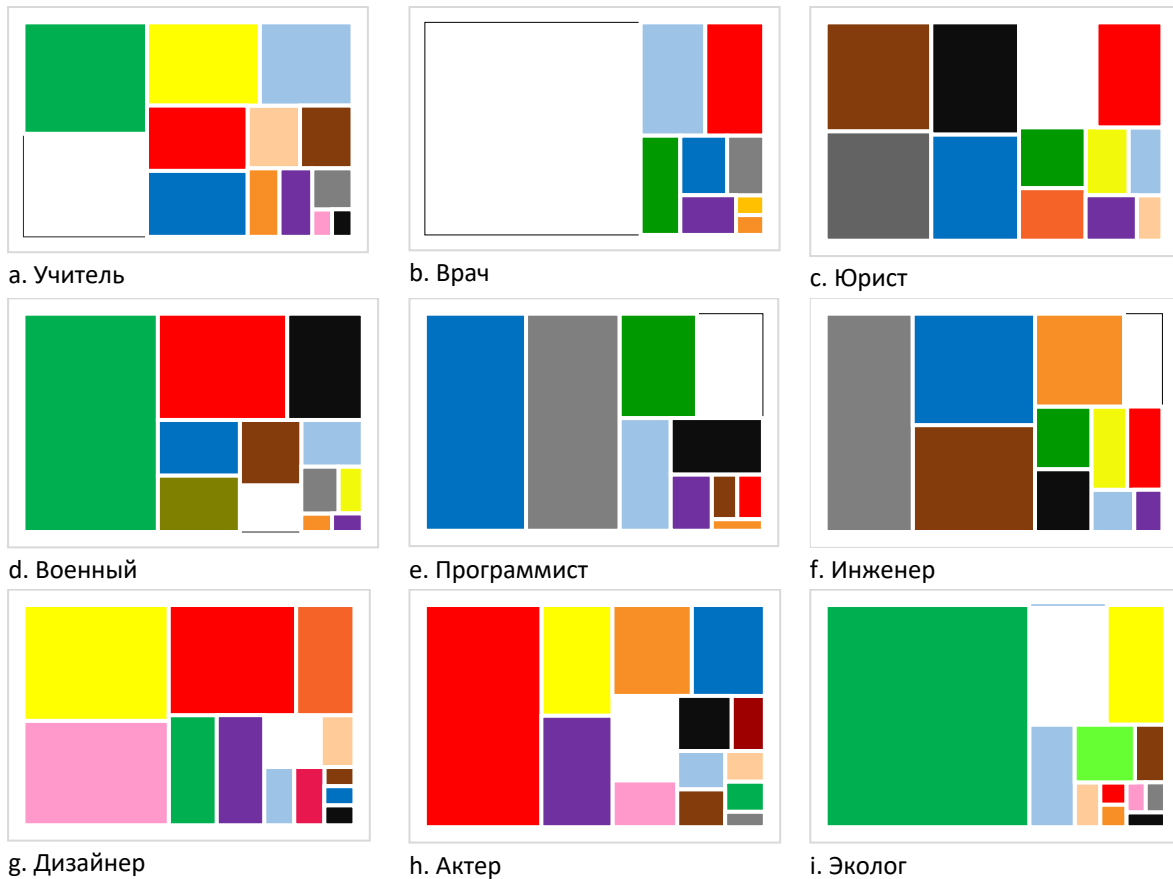 a. Учитель
b. Врач
c. Юрист
d. Военный
e. Программист
f. Инженер
g. Дизайнер
h. Актер
i. Эколог